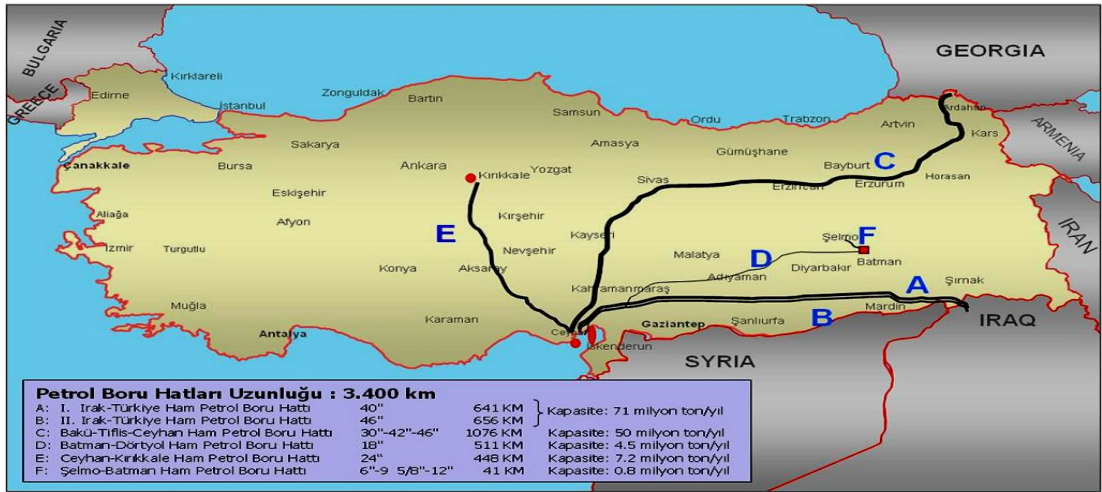 GEORGIA
BULGARIA
Kırklareli
Edirne
GREECE
İstanbul
Zonguldak
Bartın
Samsun
Ordu
Trabzon
Artvin
Ardahan
Kars
ARMENIA
Çanakkale
Bursa
Sakarya
Ankara
Kırıkkale
Yozgat
Amasya
Gümüşhane
Bayburt
C
Sivas
Erzincan
Erzurum
Horasan
Eskişehir
Aliağa
Afyon
Kırşehir
IRAN
İzmir
Turgutlu
E
Nevşehir
Kayseri
Malatya
D
Şelmo
F
Batman
Konya
Aksaray
Adıyaman
Diyarbakır
Şırnak
A
Kahramanmaraş
Muğla
Karaman
Mardin
Antalya
Ceyhan
Gaziantep
Şanlıurfa
B
IRAQ
İskenderun
SYRIA
Petrol Boru Hatları Uzunluğu : 3.400 km
A: I. Irak-Türkiye Ham Petrol Boru Hattı 40" 641 KM
Kapasite: 71 milyon ton/yıl
B: II. Irak-Türkiye Ham Petrol Boru Hattı 46" 656 KM
C: Bakü-Tiflis-Ceyhan Ham Petrol Boru Hattı 30"-42"-46" 1076 KM Kapasite: 50 milyon ton/yıl
D: Batman-Dörtyol Ham Petrol Boru Hattı 18" 511 KM Kapasite: 4.5 milyon ton/yıl
E: Ceyhan-Kırıkkale Ham Petrol Boru Hattı 24" 448 KM Kapasite: 7.2 milyon ton/yıl
F: Şelmo-Batman Ham Petrol Boru Hattı 6"-9 5/8"-12" 41 KM Kapasite: 0.8 milyon ton/yıl